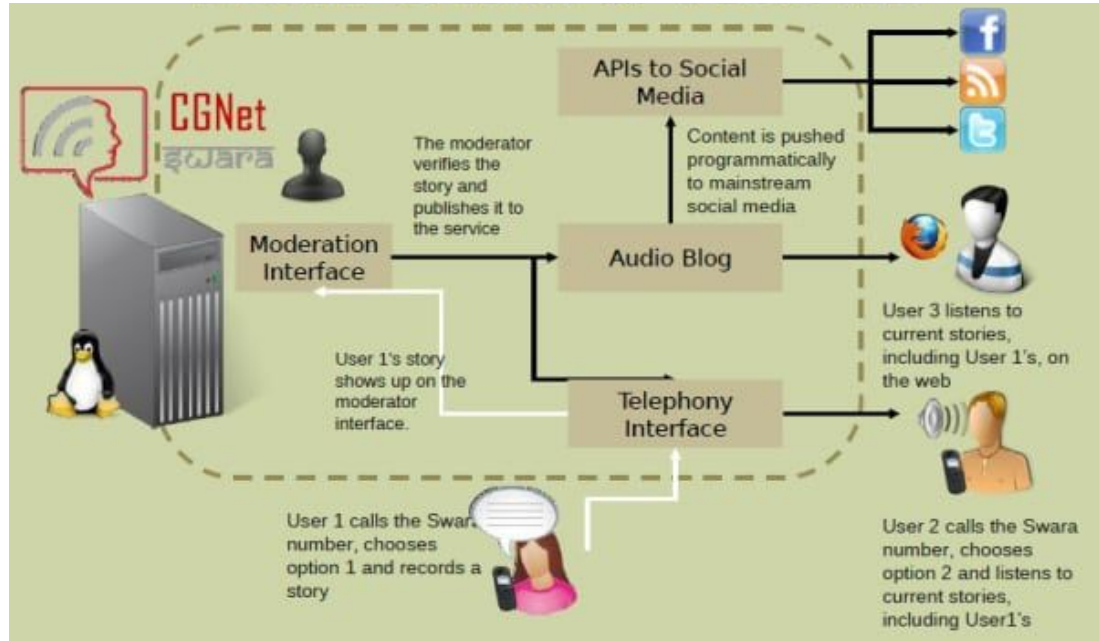 APIs to Social
Media
CGNet
स्वारा
The moderator
verifies the
story and
publishes it to
the service
Content is pushed
programmatically
to mainstream
social media
Moderation
Interface
Audio Blog
User 3 listens to
current stories,
including User 1's, on
the web
User 1's story
shows up on the
moderator
interface.
Telephony
Interface
User 1 calls the Swara
number, chooses
option 1 and records a
story
User 2 calls the Swara
number, chooses
option 2 and listens to
current stories,
including User1's